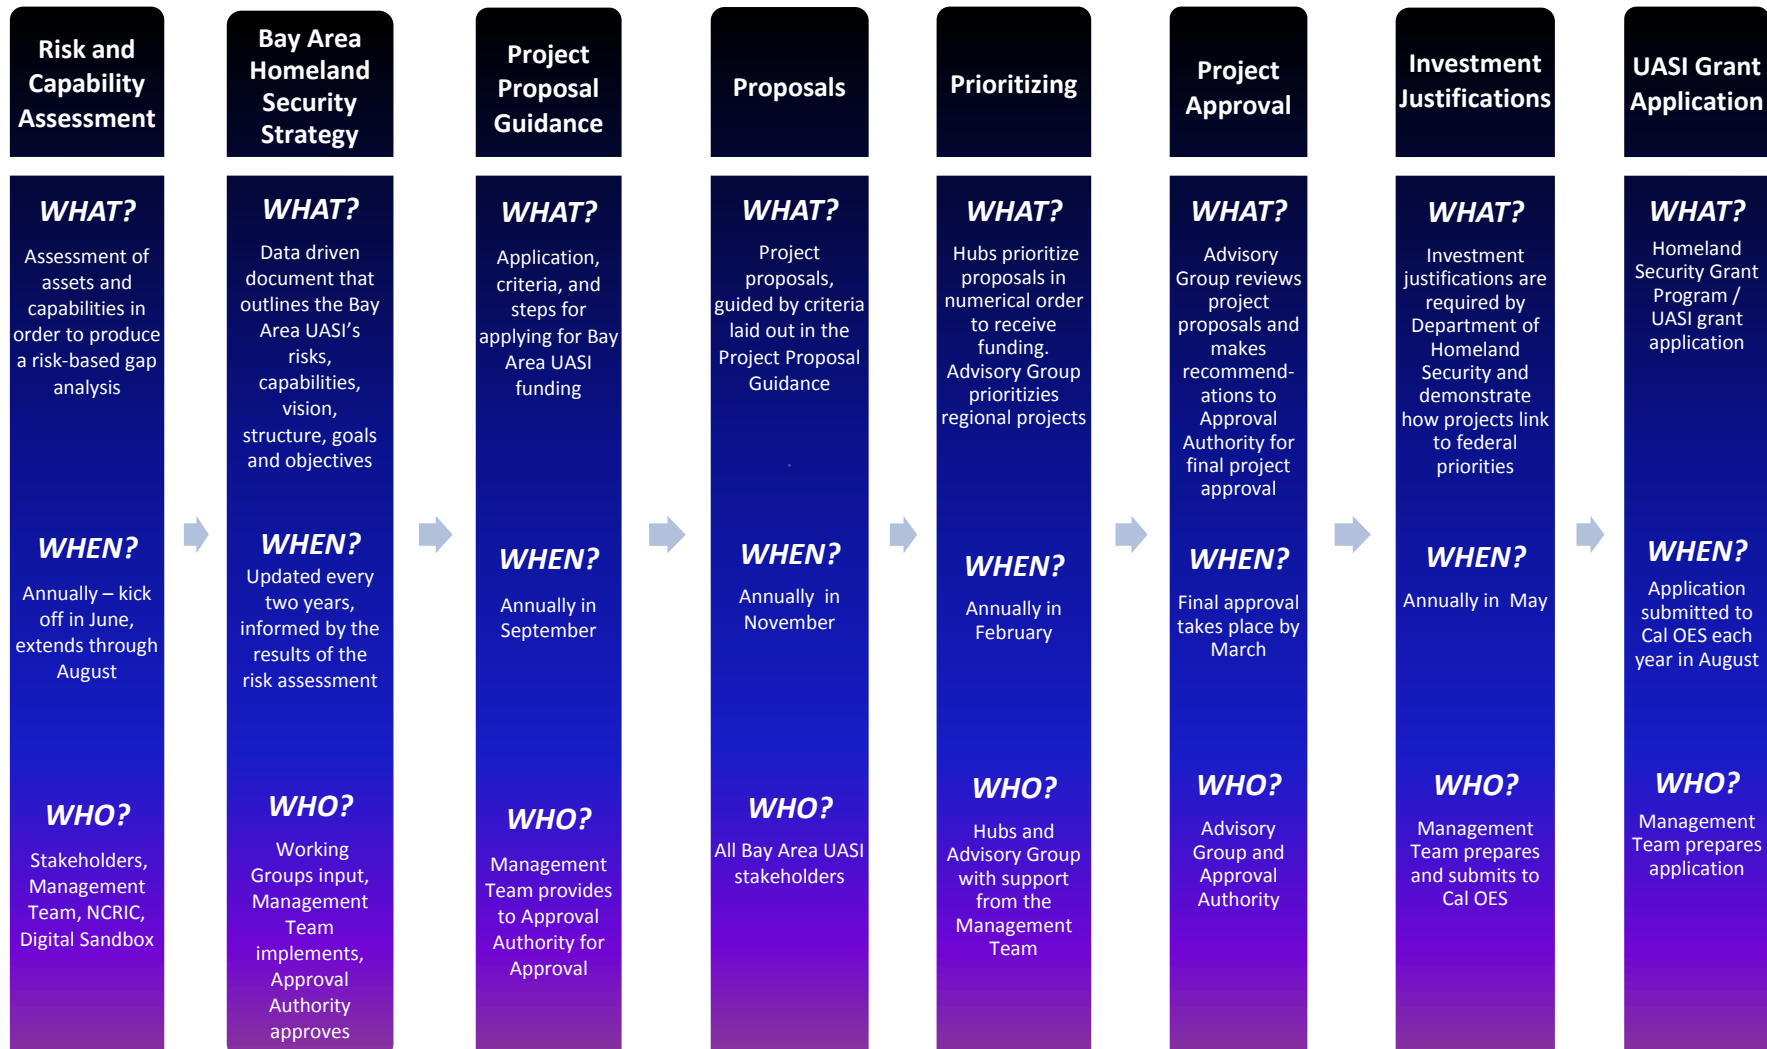 Risk and
Capability
Assessment
WHAT?
Assessment of
assets and
capabilities in
order to produce
a risk-based gap
analysis
WHEN?
Annually – kick
off in June,
extends through
August
WHO?
Stakeholders,
Management
Team, NCRIC,
Digital Sandbox
Bay Area
Homeland
Security
Strategy
WHAT?
Data driven
document that
outlines the Bay
Area UASI’s
risks,
capabilities,
vision,
structure, goals
and objectives
WHEN?
Updated every
two years,
informed by the
results of the
risk assessment
WHO?
Working
Groups input,
Management
Team
implements,
Approval
Authority
approves
Project
Proposal
Guidance
WHAT?
Application,
criteria, and
steps for
applying for Bay
Area UASI
funding
WHEN?
Annually in
September
WHO?
Management
Team provides
to Approval
Authority for
Approval
Proposals
WHAT?
Project
proposals,
guided by criteria
laid out in the
Project Proposal
Guidance
.
WHEN?
Annually in
November
WHO?
All Bay Area UASI
stakeholders
Prioritizing
WHAT?
Hubs prioritize
proposals in
numerical order
to receive
funding.
Advisory Group
prioritizies
regional projects
WHEN?
Annually in
February
WHO?
Hubs and
Advisory Group
with support
from the
Management
Team
Project
Approval
WHAT?
Advisory
Group reviews
project
proposals and
makes
recommend-
ations to
Approval
Authority for
final project
approval
WHEN?
Final approval
takes place by
March
WHO?
Advisory
Group and
Approval
Authority
Investment
Justifications
WHAT?
Investment
justifications are
required by
Department of
Homeland
Security and
demonstrate
how projects link
to federal
priorities
WHEN?
Annually in May
WHO?
Management
Team prepares
and submits to
Cal OES
UASI Grant
Application
WHAT?
Homeland
Security Grant
Program /
UASI grant
application
WHEN?
Application
submitted to
Cal OES each
year in August
WHO?
Management
Team prepares
application